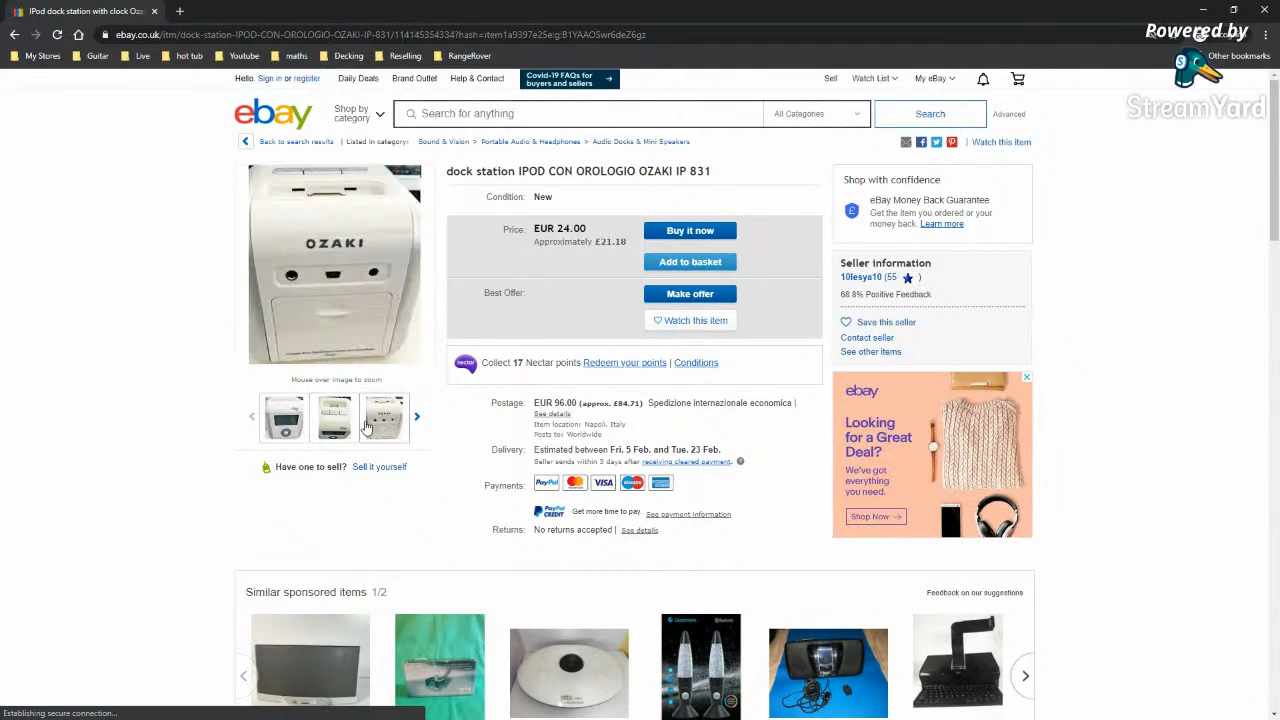 IPod dock station with clock Oza
Powered by
ebay.co.uk/itm/dock-station-IPOD-CON-OROLOGIO-OZAKI-IP-831/114145354334?hash=item1a9397e25e:g:B1YAAOSwr6deZ6gz
My Stores Guitar Live hot tub Youtube maths Decking Reselling RangeRover Other bookmarks
StreamYard
Hello. Sign in or register Daily Deals Brand Outlet Help & Contact
Covid-19 FAQs for
buyers and sellers
Sell Watch List My eBay
ebay Shop by
category
Search for anything All Categories Search Advanced
Back to search results | Listed in category: Sound & Vision > Portable Audio & Headphones > Audio Docks & Mini Speakers
Watch this item
OZAKI
Mouse over image to zoom
Have one to sell? Sell it yourself
dock station IPOD CON OROLOGIO OZAKI IP 831
Condition: New
Price: EUR 24.00 Buy it now
Approximately £21.18
Add to basket
Best Offer: Make offer
Watch this item
nectar Collect 17 Nectar points Redeem your points | Conditions
Postage: EUR 96.00 (approx. £84.71) Spedizione internazionale economica |
See details
Item location: Napoli, Italy
Posts to: Worldwide
Delivery: Estimated between Fri. 5 Feb. and Tue. 23 Feb.
Seller sends within 3 days after receiving cleared payment.
Payments: PayPal VISA
PayPal CREDIT Get more time to pay. See payment information
Returns: No returns accepted | See details
Shop with confidence
eBay Money Back Guarantee
Get the item you ordered or your
money back. Learn more
Seller information
10lesya10 (55 )
68.8% Positive Feedback
Save this seller
Contact seller
See other items
ebay
Looking
for a Great
Deal?
We've got
everything
you need.
Shop Now →
Similar sponsored items 1/2 Feedback on our suggestions
Establishing secure connection...